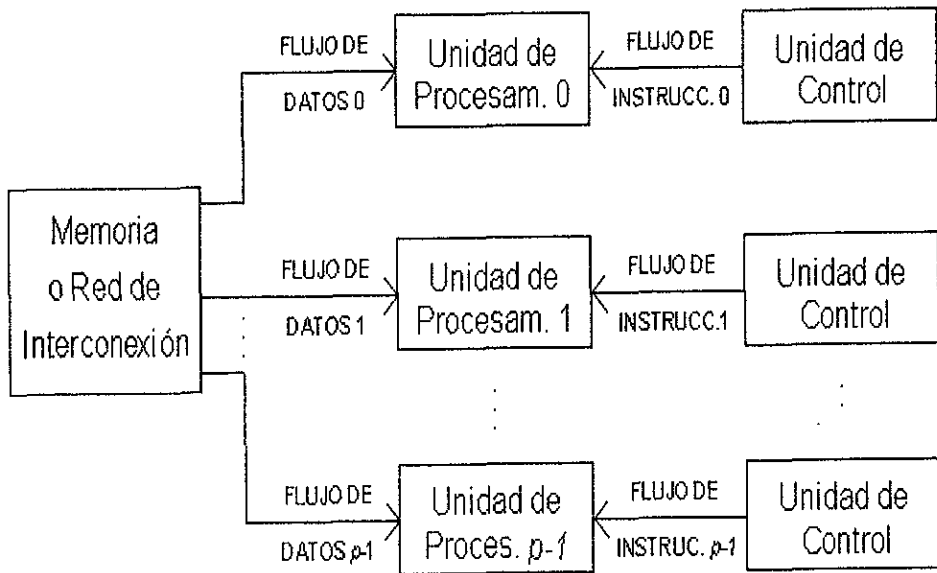 FLUJO DE
DATOS 0
Unidad de
Procesam. 0
FLUJO DE
INSTRUCC. 0
Unidad de
Control
Memoria
o Red de
Interconexión
FLUJO DE
DATOS 1
Unidad de
Procesam. 1
FLUJO DE
INSTRUCC.1
Unidad de
Control
FLUJO DE
DATOS p-1
Unidad de
Proces. p-1
FLUJO DE
INSTRUC. p-1
Unidad de
Control